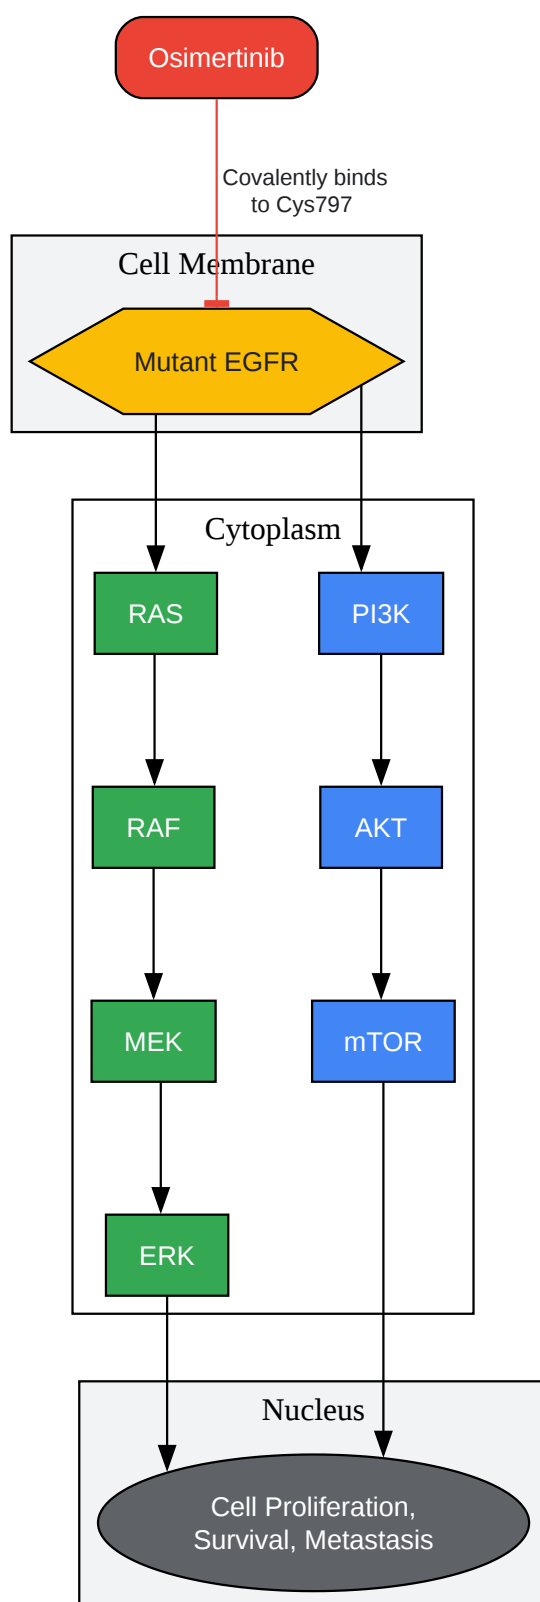 Osimertinib
Covalently binds
to Cys797
Cell Membrane
Mutant EGFR
Cytoplasm
RAS
PI3K
RAF
AKT
MEK
mTOR
ERK
Nucleus
Cell Proliferation,
Survival, Metastasis